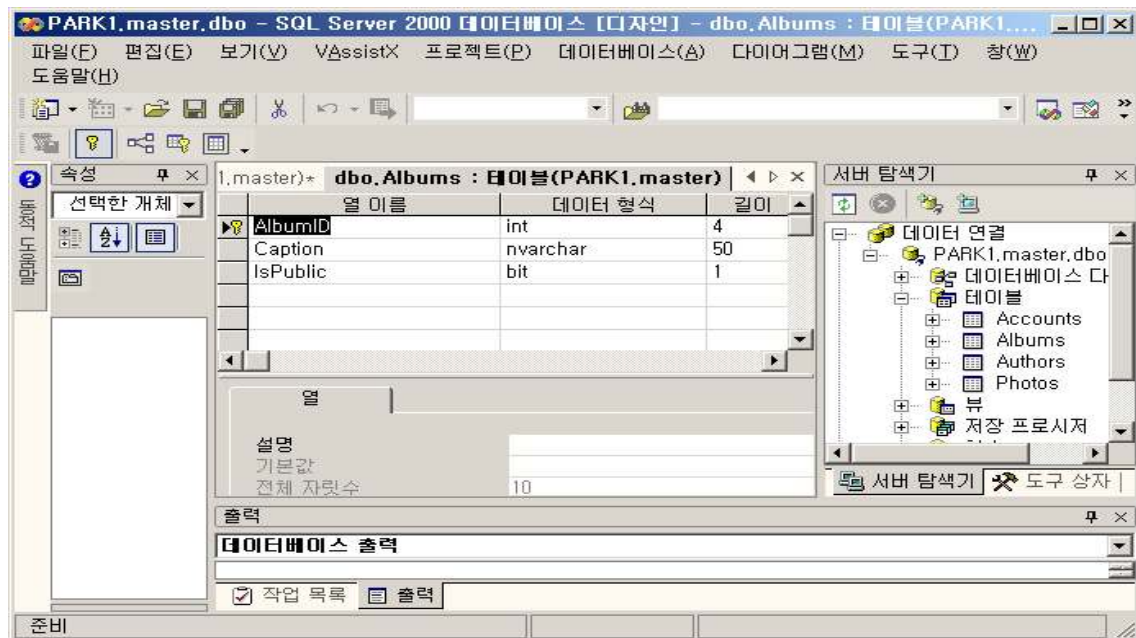 PARK1.master.dbo - SQL Server 2000 데이터베이스 [디자인] - dbo.Albums : 테이블(PARK1....
파일(F) 편집(E) 보기(V) VAssistX 프로젝트(P) 데이터베이스(A) 다이어그램(M) 도구(T) 창(W)
도움말(H)
속성
선택한 개체
동적 도움말
1.master)* dbo.Albums : 테이블(PARK1.master)
열 이름 데이터 형식 길이
AlbumID int 4
Caption nvarchar 50
IsPublic bit 1
열
설명
기본값
전체 자릿수 10
서버 탐색기
데이터 연결
PARK1.master.dbo
데이터베이스 다
테이블
Accounts
Albums
Authors
Photos
뷰
저장 프로시저
서버 탐색기 도구 상자
출력
데이터베이스 출력
작업 목록 출력
준비